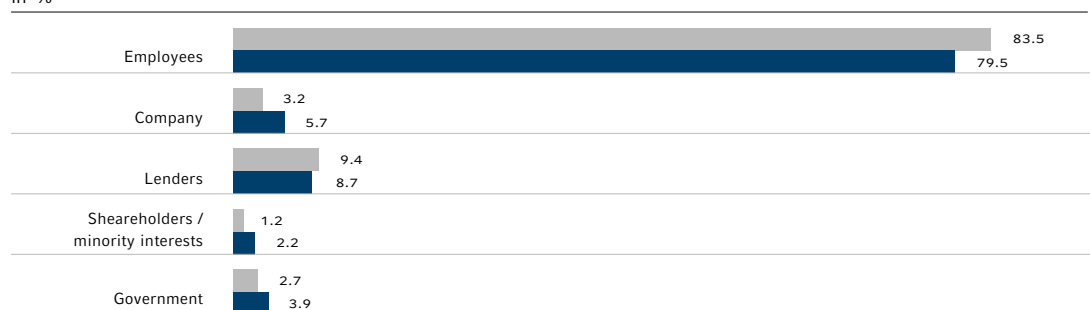 in %
83.5
Employees
79.5
3.2
Company
5.7
9.4
Lenders
8.7
Sheareholders /
1.2
minority interests
2.2
2.7
Government
3.9